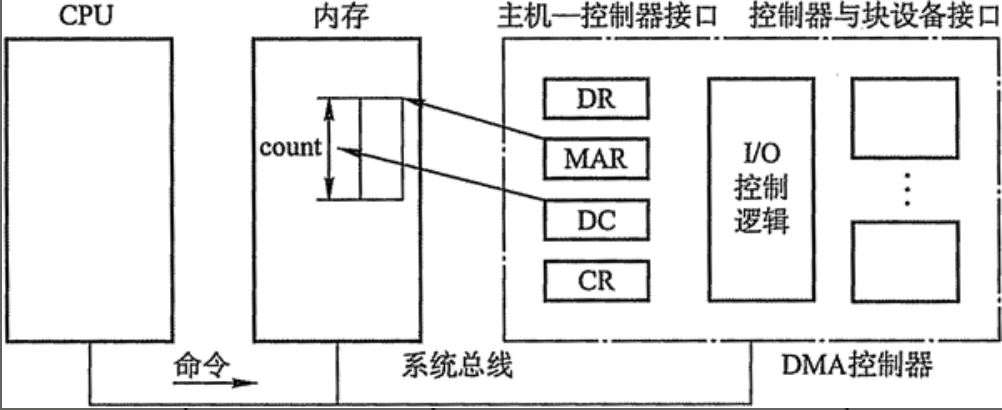 CPU
内存
主机—控制器接口
控制器与块设备接口
count
DR
MAR
DC
CR
I/O
控制
逻辑
命令
系统总线
DMA控制器